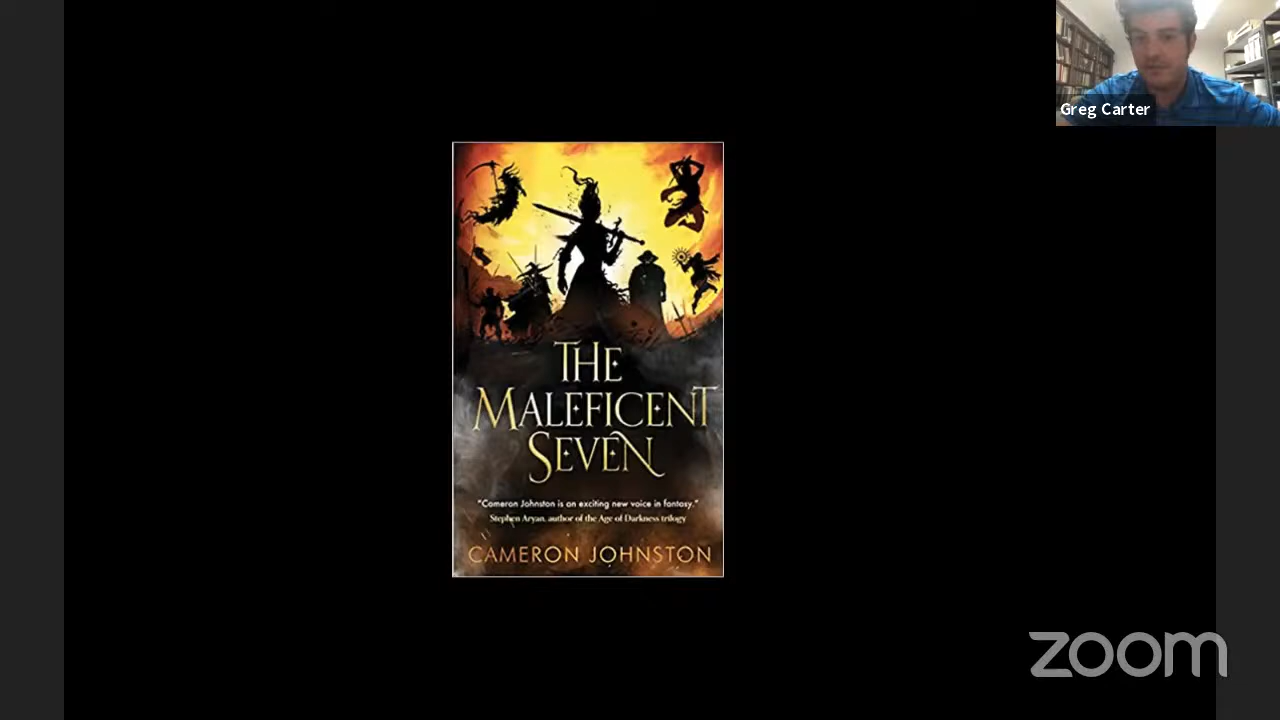 Greg Carter
THE
MALEFICENT
SEVEN
"Cameron Johnston is an exciting new voice in fantasy."
Stephen Aryan, author of the Age of Darkness trilogy
CAMERON JOHNSTON
zoom